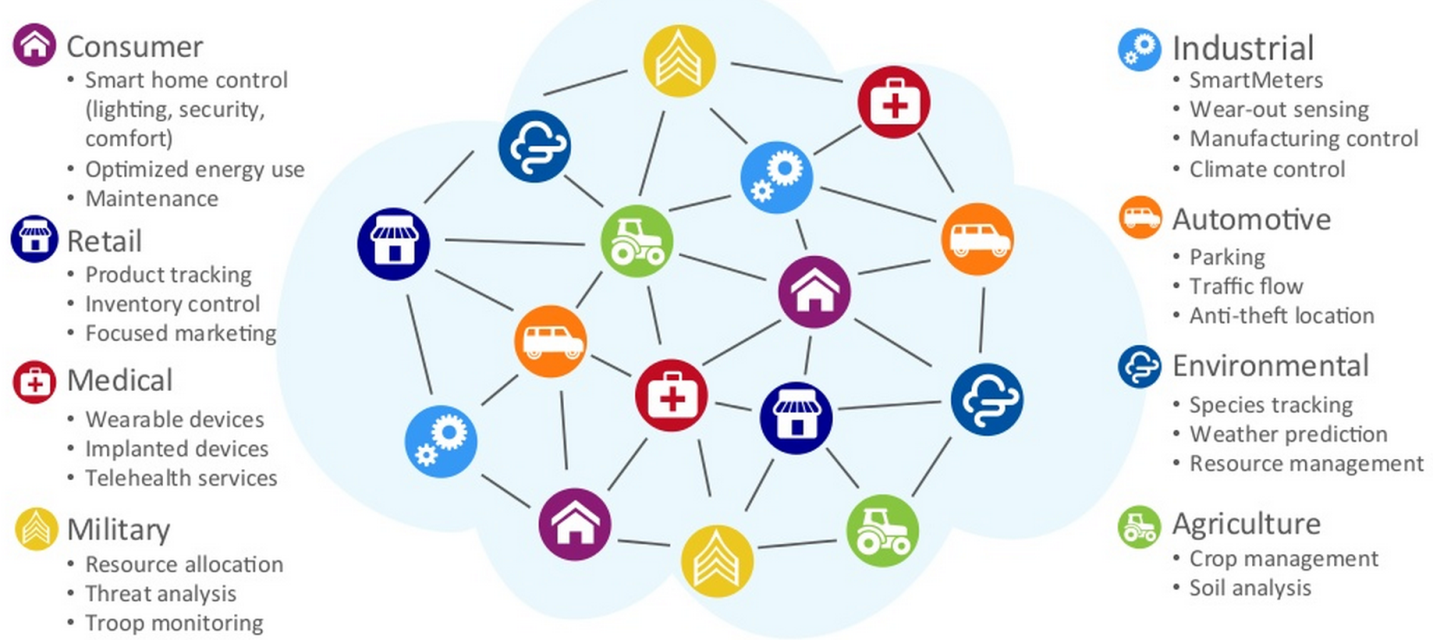 Consumer
• Smart home control
(lighting, security,
comfort)
• Optimized energy use
• Maintenance
Retail
• Product tracking
• Inventory control
• Focused marketing
Medical
• Wearable devices
• Implanted devices
• Telehealth services
Military
• Resource allocation
• Threat analysis
• Troop monitoring
Industrial
• SmartMeters
• Wear-out sensing
• Manufacturing control
• Climate control
Automotive
• Parking
• Traffic flow
• Anti-theft location
Environmental
• Species tracking
• Weather prediction
• Resource management
Agriculture
• Crop management
• Soil analysis